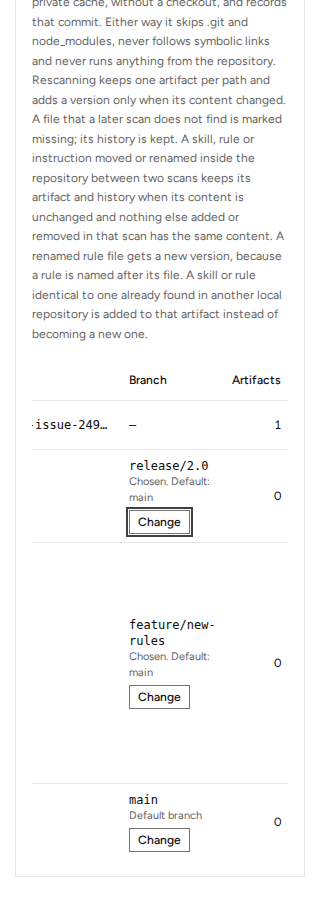 private cache, without a checkout, and records
that commit. Either way it skips .git and
node_modules, never follows symbolic links
and never runs anything from the repository.
Rescanning keeps one artifact per path and
adds a version only when its content changed.
A file that a later scan does not find is marked
missing; its history is kept. A skill, rule or
instruction moved or renamed inside the
repository between two scans keeps its
artifact and history when its content is
unchanged and nothing else added or
removed in that scan has the same content. A
renamed rule file gets a new version, because
a rule is named after its file. A skill or rule
identical to one already found in another local
repository is added to that artifact instead of
becoming a new one.
Branch Artifacts
-issue-249… — 1
release/2.0
Chosen. Default:
main
0
Change
feature/new-
rules
Chosen. Default:
main
0
Change
main
Default branch
0
Change